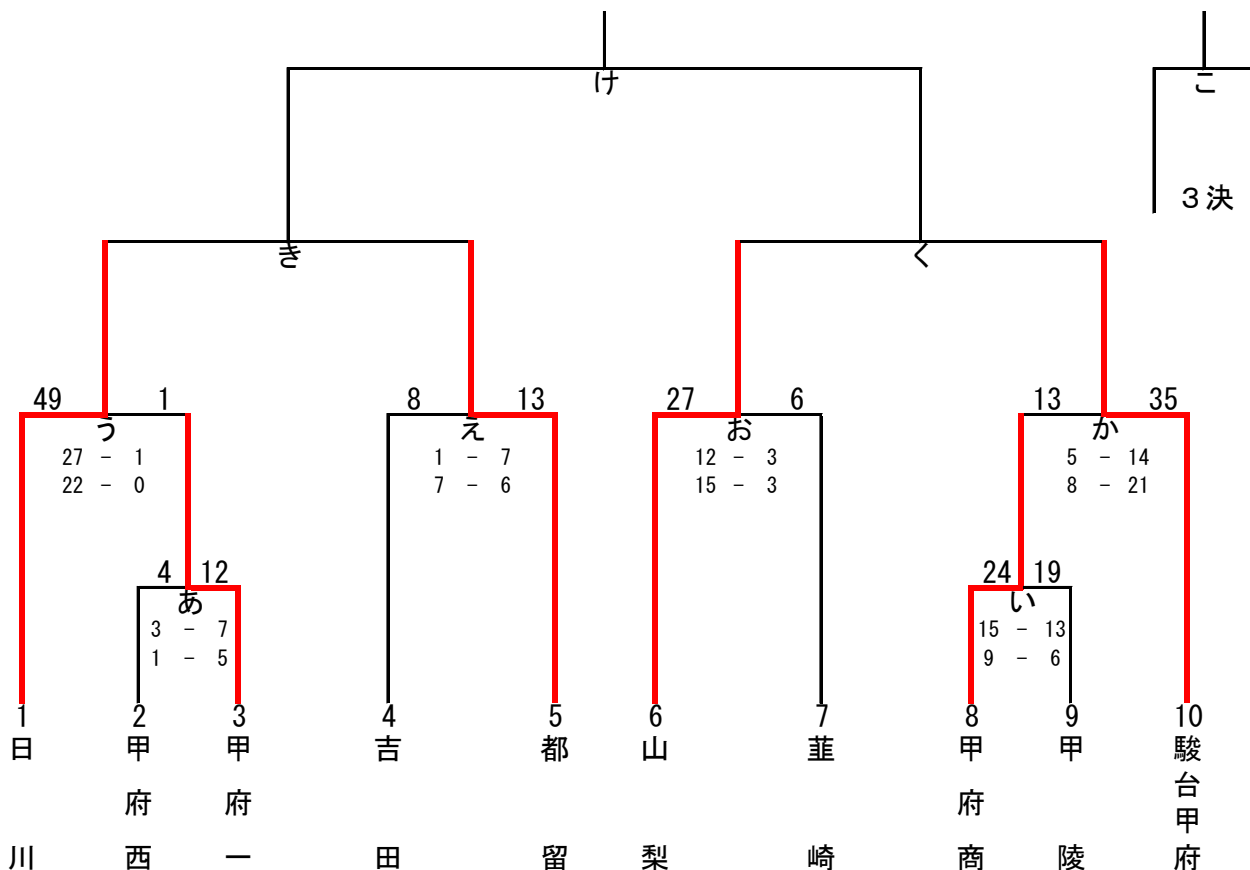 け
こ
3決
き
く
49 1
8 13
27 6
13 35
う
え
お
か
27 - 1
22 - 0
1 - 7
7 - 6
12 - 3
15 - 3
5 - 14
8 - 21
4 12
24 19
あ
い
3 - 7
1 - 5
15 - 13
9 - 6
1 2 3 4 5 6 7 8 9 10
日川
甲府西
甲府一
吉田
都留
山梨
韮崎
甲府商
甲陵
駿台甲府